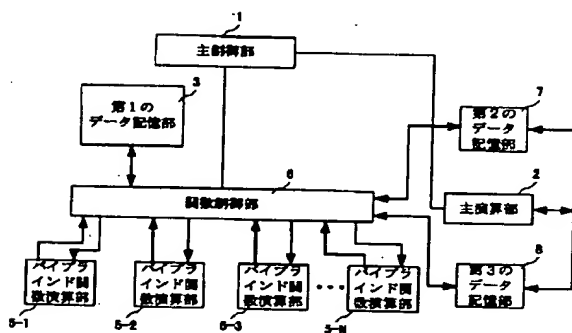 1
主制御部
3
第1の
データ記憶部
7
第2の
データ
記憶部
6
関数制御部
2
主演算部
8
第3の
データ
記憶部
パイプラ
インド関
数演算部
5-1
パイプラ
インド関
数演算部
5-2
パイプラ
インド関
数演算部
5-3
...
パイプラ
インド関
数演算部
5-N